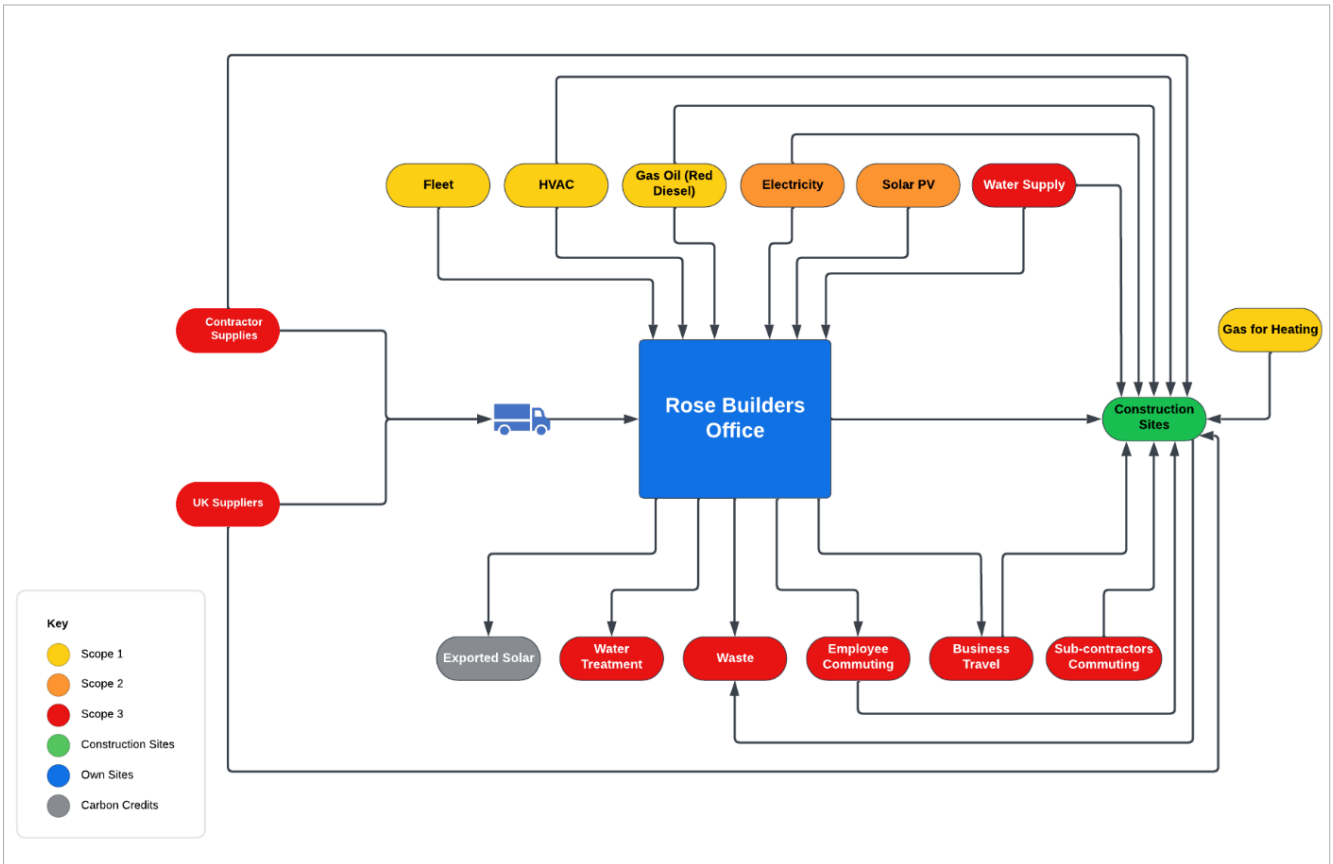 Fleet
HVAC
Gas Oil (Red
Diesel)
Electricity
Solar PV
Water Supply
Contractor
Supplies
Gas for Heating
Rose Builders
Office
Construction
Sites
UK Suppliers
Exported Solar
Water
Treatment
Waste
Employee
Commuting
Business
Travel
Sub-contractors
Commuting
Key
Scope 1
Scope 2
Scope 3
Construction Sites
Own Sites
Carbon Credits